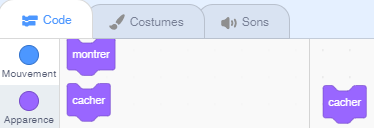 Code Costumes Sons
montrer
Mouvement
cacher cacher
Apparence